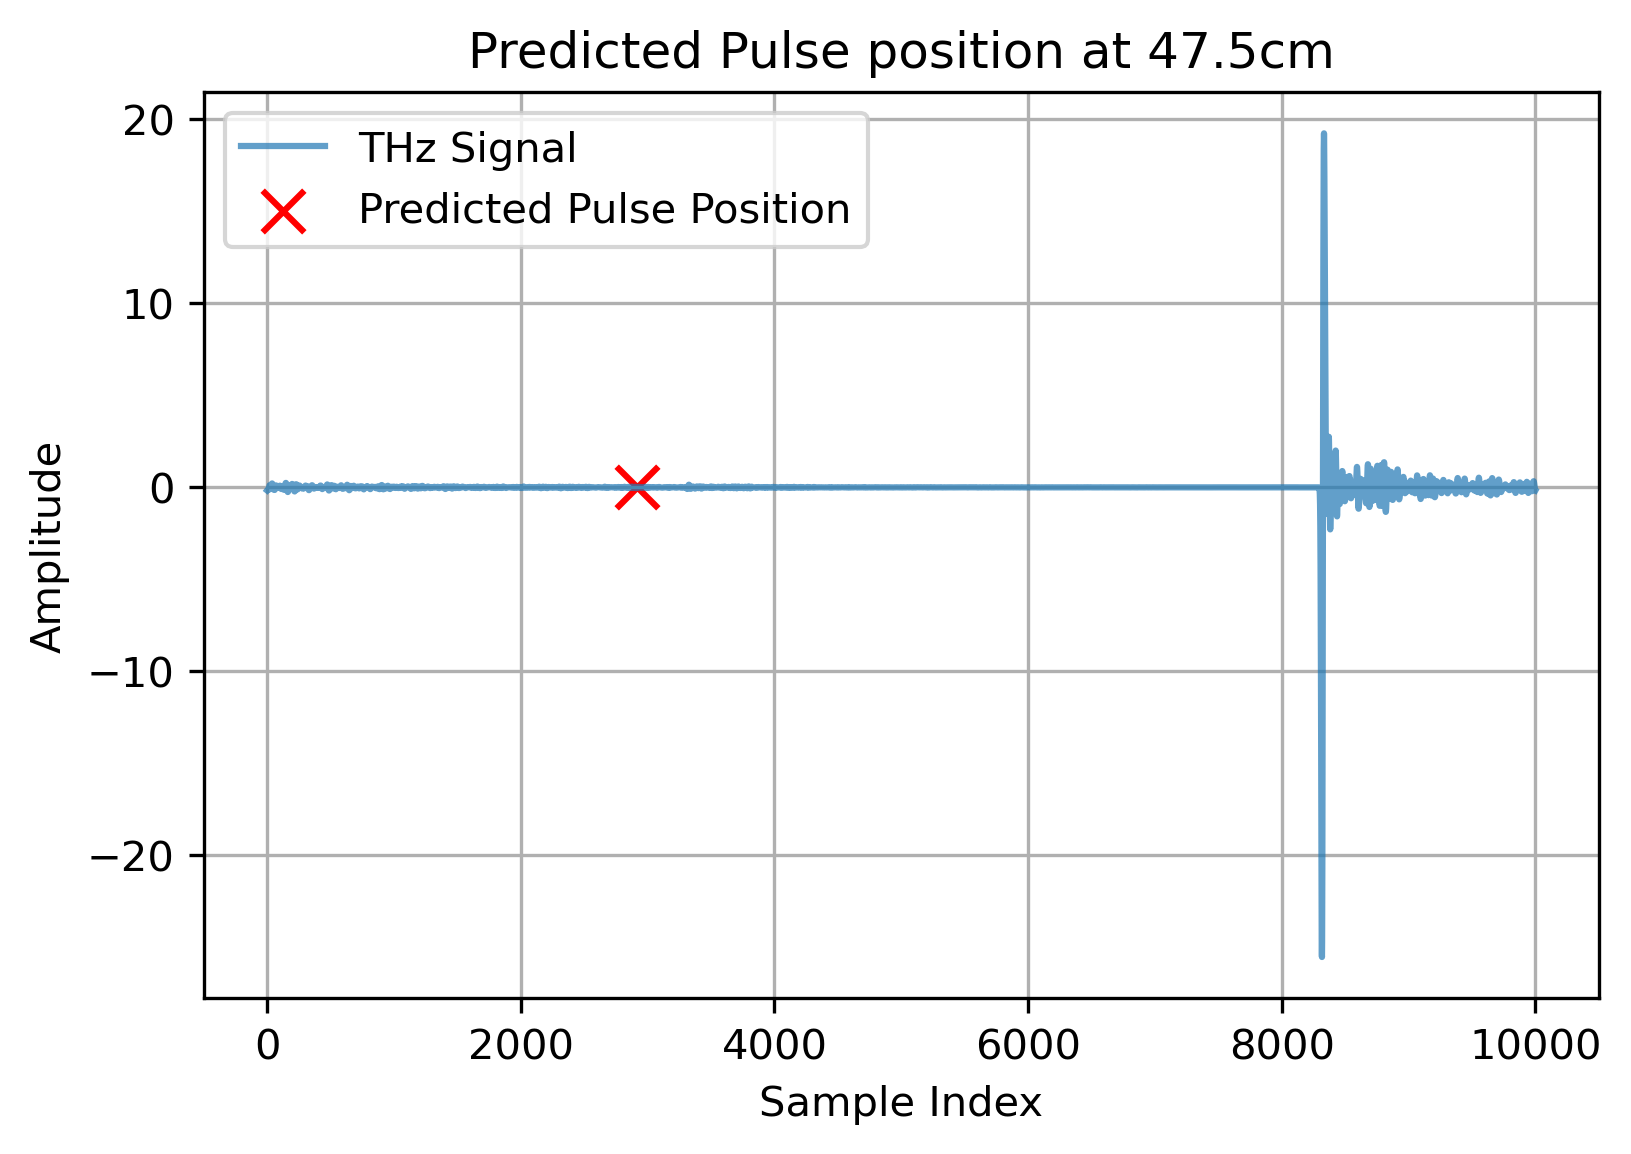 Predicted Pulse position at 47.5cm
THz Signal
Predicted Pulse Position
20
10
0
−10
−20
Amplitude
0
2000
4000
6000
8000
10000
Sample Index